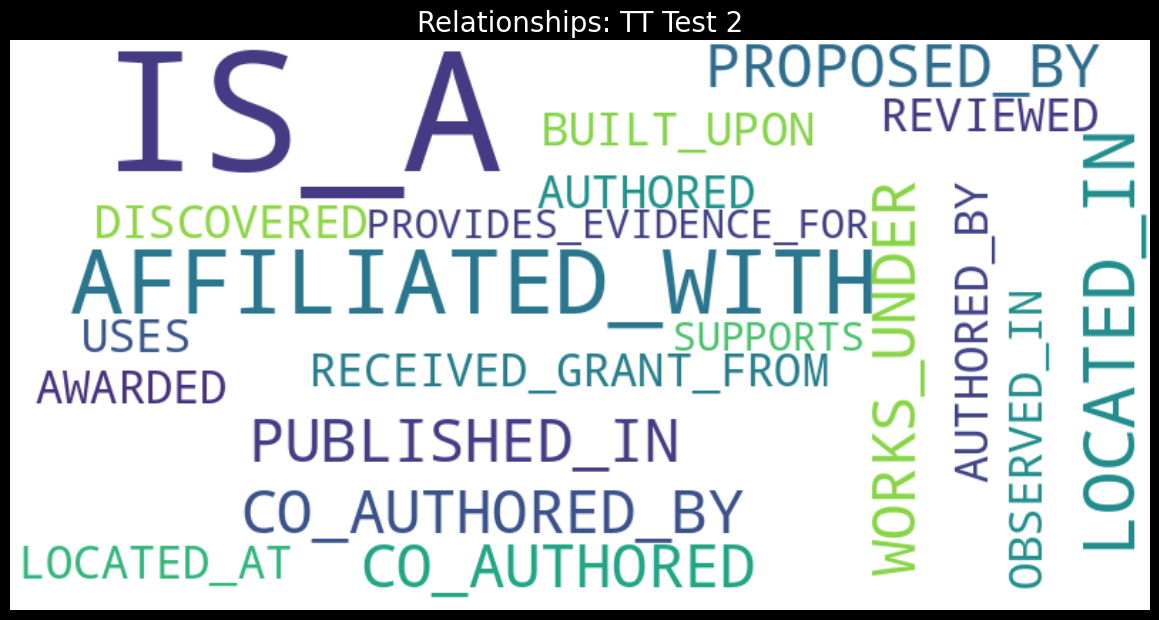 Relationships: TT Test 2
IS_A
PROPOSED_BY
REVIEWED
BUILT_UPON
AUTHORED
DISCOVERED
PROVIDES_EVIDENCE_FOR
AFFILIATED_WITH
USES
SUPPORTS
RECEIVED_GRANT_FROM
AWARDED
PUBLISHED_IN
CO_AUTHORED_BY
LOCATED_AT
CO_AUTHORED
WORKS_UNDER
AUTHORED_BY
OBSERVED_IN
LOCATED_IN